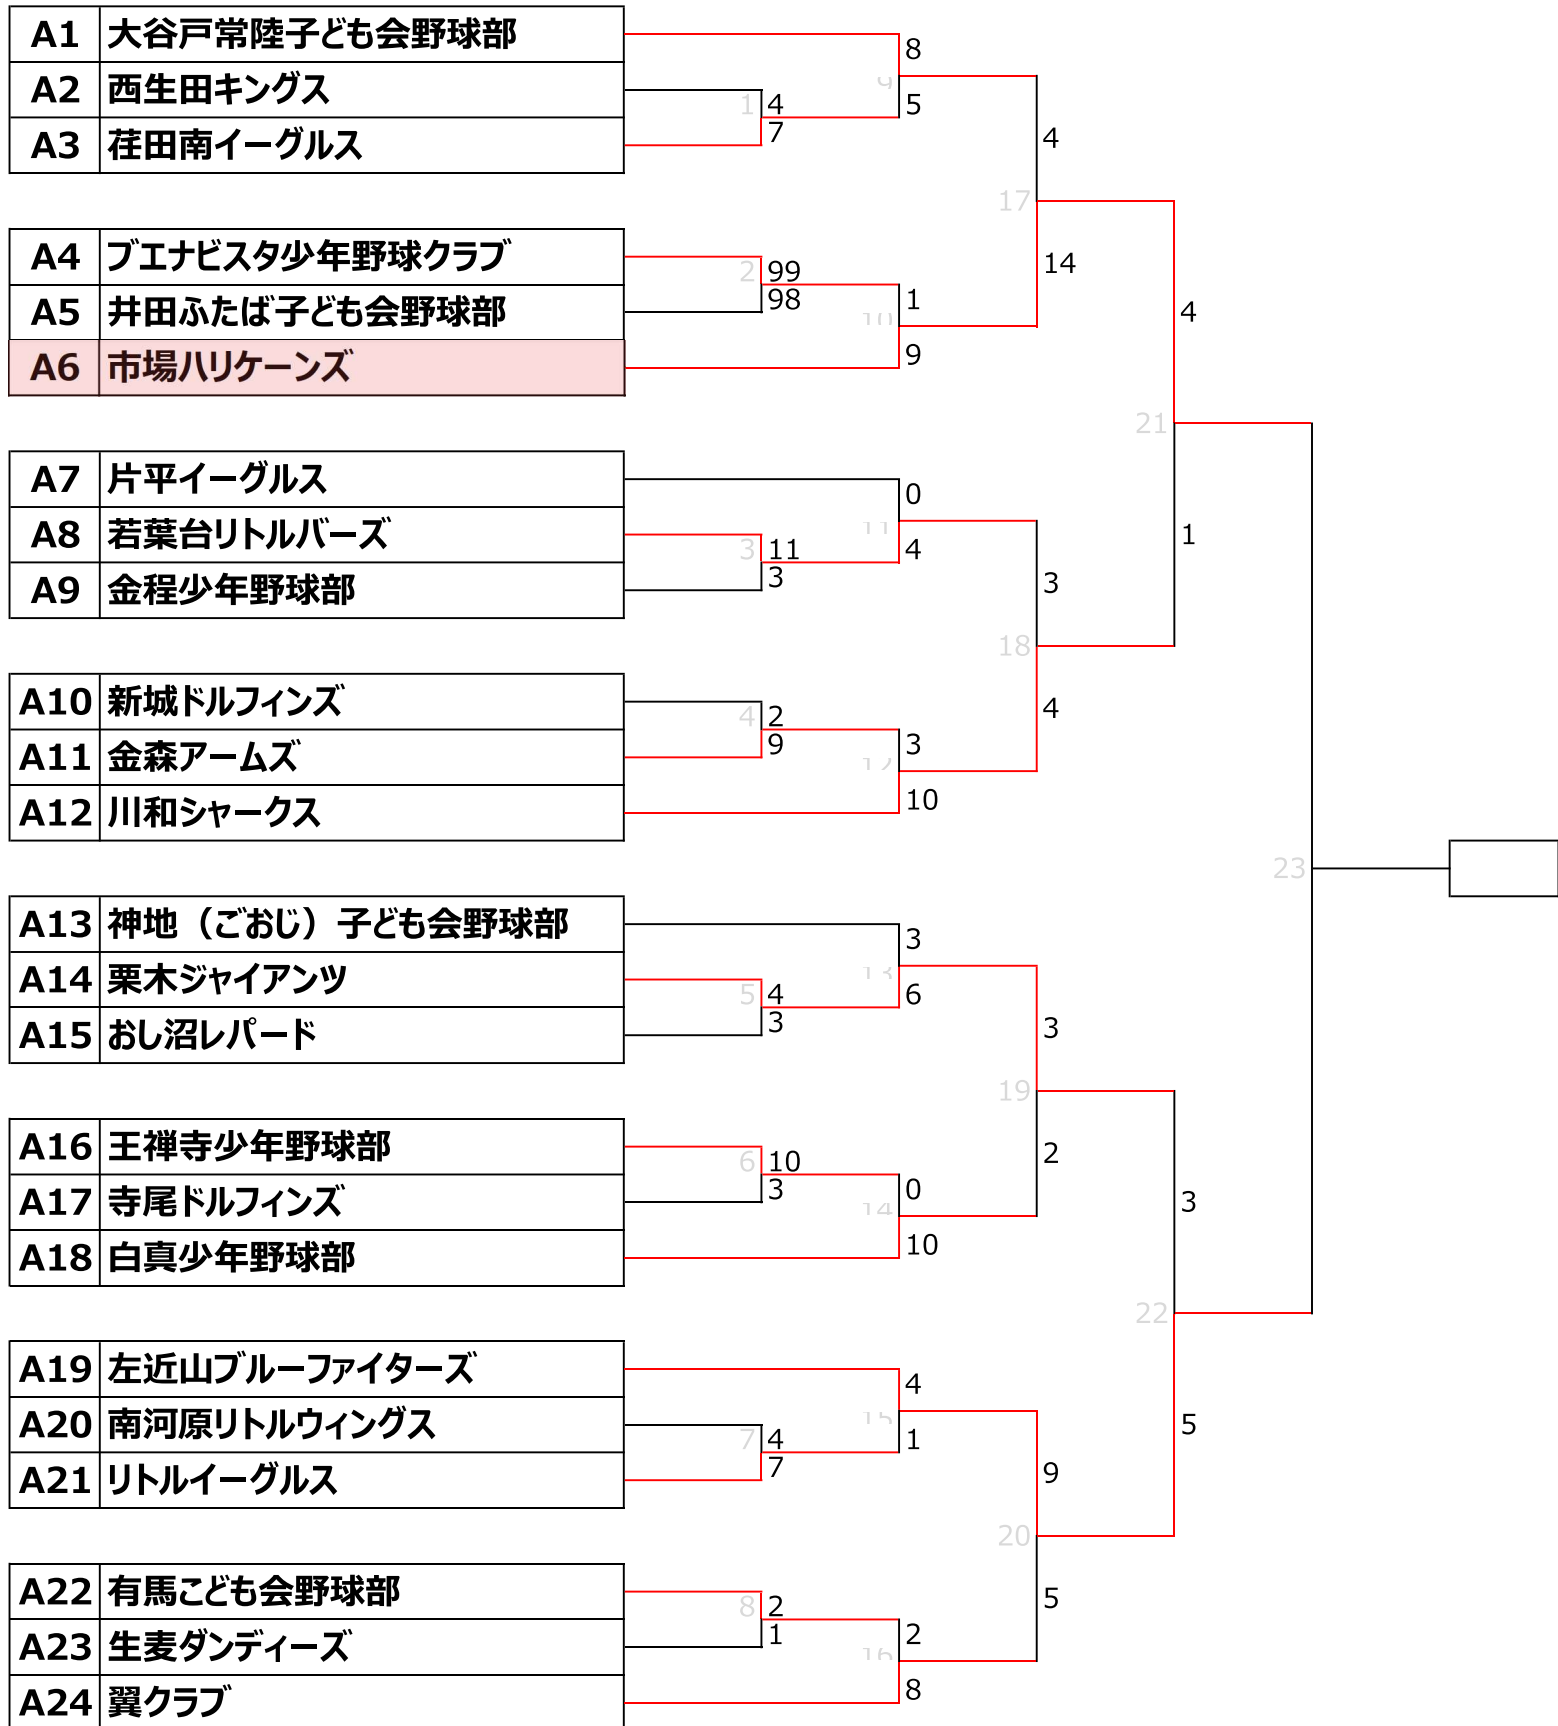 A1 大谷戸常陸子ども会野球部
8
9
A2 西生田キングス
1 4
5
A3 荏田南イーグルス
7
4
17
A4 ブエナビスタ少年野球クラブ
2 99
14
A5 井田ふたば子ども会野球部
98
1
10
4
A6 市場ハリケーンズ
9
21
A7 片平イーグルス
0
11
A8 若葉台リトルバーズ
3 11
4
1
A9 金程少年野球部
3
3
18
A10 新城ドルフィンズ
4 2
4
A11 金森アームズ
9
3
12
A12 川和シャークス
10
23
A13 神地（ごおじ）子ども会野球部
3
13
A14 栗木ジャイアンツ
5 4
6
A15 おし沼レパード
3
3
19
A16 王禅寺少年野球部
6 10
2
A17 寺尾ドルフィンズ
3
0
14
3
A18 白真少年野球部
10
22
A19 左近山ブルーファイターズ
4
15
A20 南河原リトルウィングス
7 4
1
5
A21 リトルイーグルス
7
9
20
A22 有馬こども会野球部
8 2
5
A23 生麦ダンディーズ
1
2
16
A24 翼クラブ
8